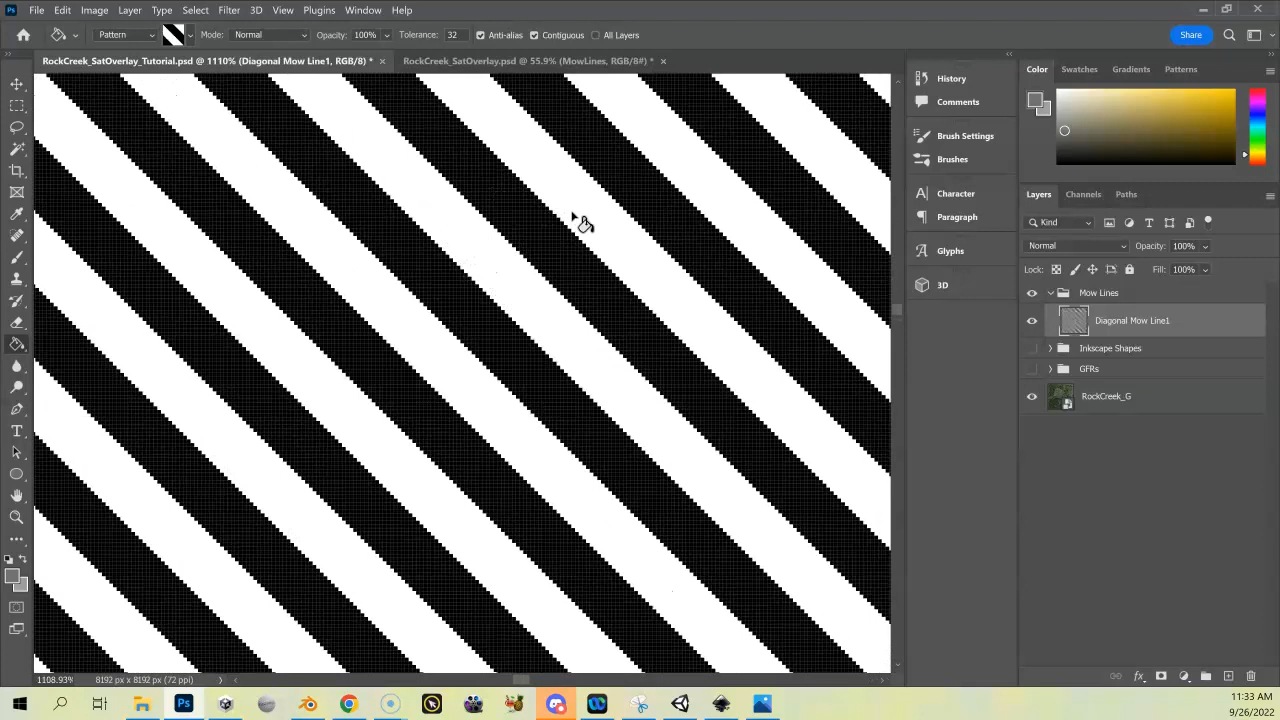 Ps File Edit Image Layer Type Select Filter 3D View Plugins Window Help
Pattern Mode: Normal Opacity: 100% Tolerance: 32 Anti-alias Contiguous All Layers Share
RockCreek_SatOverlay_Tutorial.psd @ 1110% (Diagonal Mow Line1, RGB/8) * RockCreek_SatOverlay.psd @ 55.9% (MowLines, RGB/8#) *
History
Comments
Brush Settings
Brushes
Character
Paragraph
Glyphs
3D
Color Swatches Gradients Patterns
Layers Channels Paths
Kind
Normal Opacity: 100%
Lock: Fill: 100%
Mow Lines
Diagonal Mow Line1
Inkscape Shapes
GFRs
RockCreek_G
fx
1108.93% 8192 px x 8192 px (72 ppi)
Ps
11:33 AM
9/26/2022